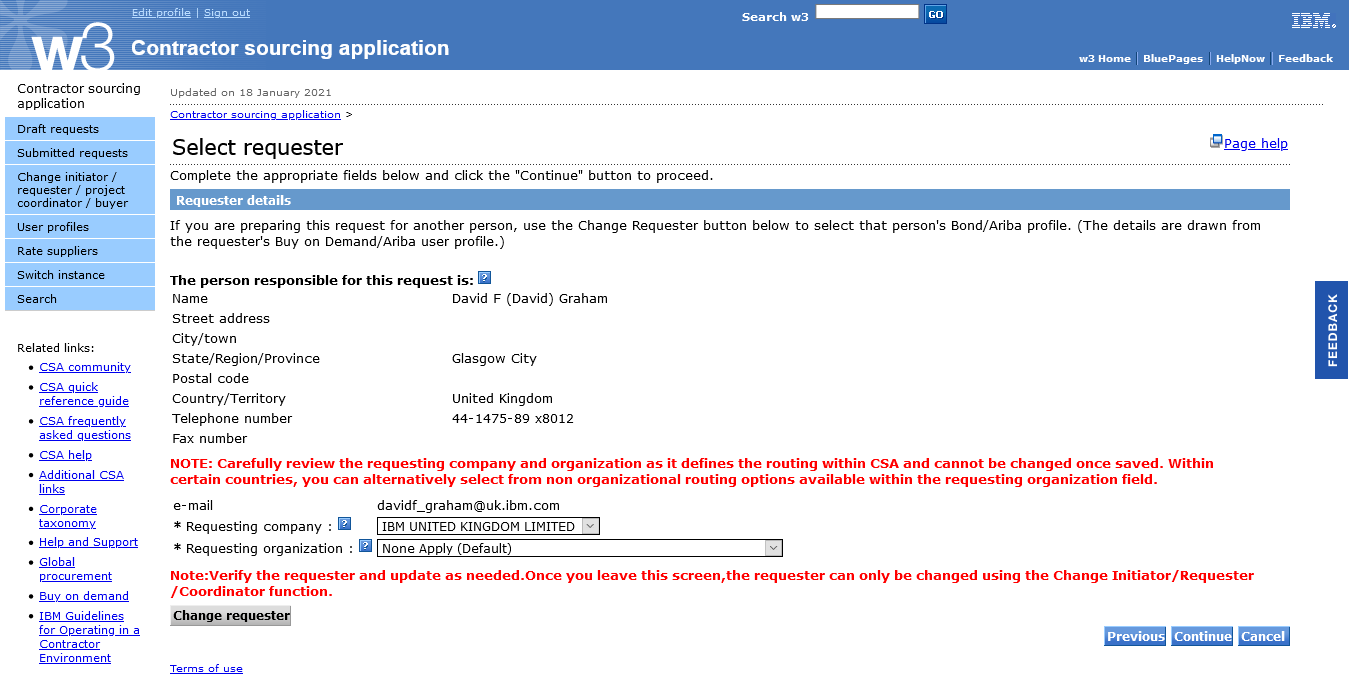 Edit profile | Sign out
Search w3
GO
IBM.
w3
Contractor sourcing application
w3 Home | BluePages | HelpNow | Feedback
Contractor sourcing
application
Draft requests
Submitted requests
Change initiator /
requester / project
coordinator / buyer
User profiles
Rate suppliers
Switch instance
Search
Related links:
CSA community
CSA quick
reference guide
CSA frequently
asked questions
CSA help
Additional CSA
links
Corporate
taxonomy
Help and Support
Global
procurement
Buy on demand
IBM Guidelines
for Operating in a
Contractor
Environment
Updated on 18 January 2021
Contractor sourcing application >
Select requester
Page help
Complete the appropriate fields below and click the "Continue" button to proceed.
Requester details
If you are preparing this request for another person, use the Change Requester button below to select that person's Bond/Ariba profile. (The details are drawn from
the requester's Buy on Demand/Ariba user profile.)
The person responsible for this request is: ?
Name David F (David) Graham
Street address
City/town
State/Region/Province Glasgow City
Postal code
Country/Territory United Kingdom
Telephone number 44-1475-89 x8012
Fax number
NOTE: Carefully review the requesting company and organization as it defines the routing within CSA and cannot be changed once saved. Within
certain countries, you can alternatively select from non organizational routing options available within the requesting organization field.
e-mail davidf_graham@uk.ibm.com
* Requesting company : ? IBM UNITED KINGDOM LIMITED
* Requesting organization : ? None Apply (Default)
Note:Verify the requester and update as needed.Once you leave this screen,the requester can only be changed using the Change Initiator/Requester
/Coordinator function.
Change requester
Previous Continue Cancel
Terms of use
FEEDBACK